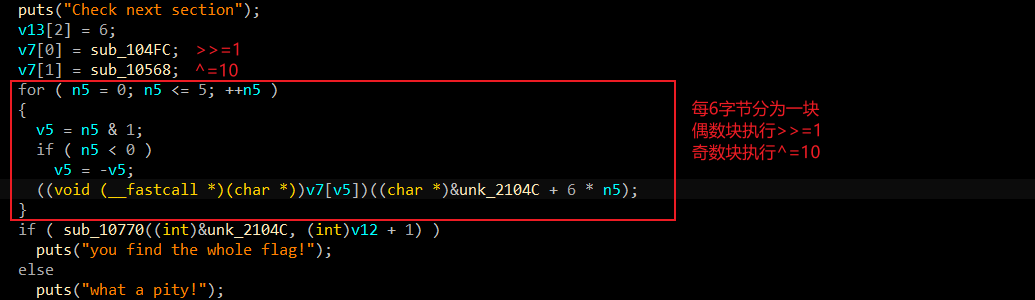 puts("Check next section");
v13[2] = 6;
v7[0] = sub_104FC; >>=1
v7[1] = sub_10568; ^=10
for ( n5 = 0; n5 <= 5; ++n5 )
{
v5 = n5 & 1;
if ( n5 < 0 )
v5 = -v5;
((void (__fastcall *)(char *))v7[v5])((char *)&unk_2104C + 6 * n5);
}
每6字节分为一块
偶数块执行>>=1
奇数块执行^=10
if ( sub_10770((int)&unk_2104C, (int)v12 + 1) )
puts("you find the whole flag!");
else
puts("what a pity!");